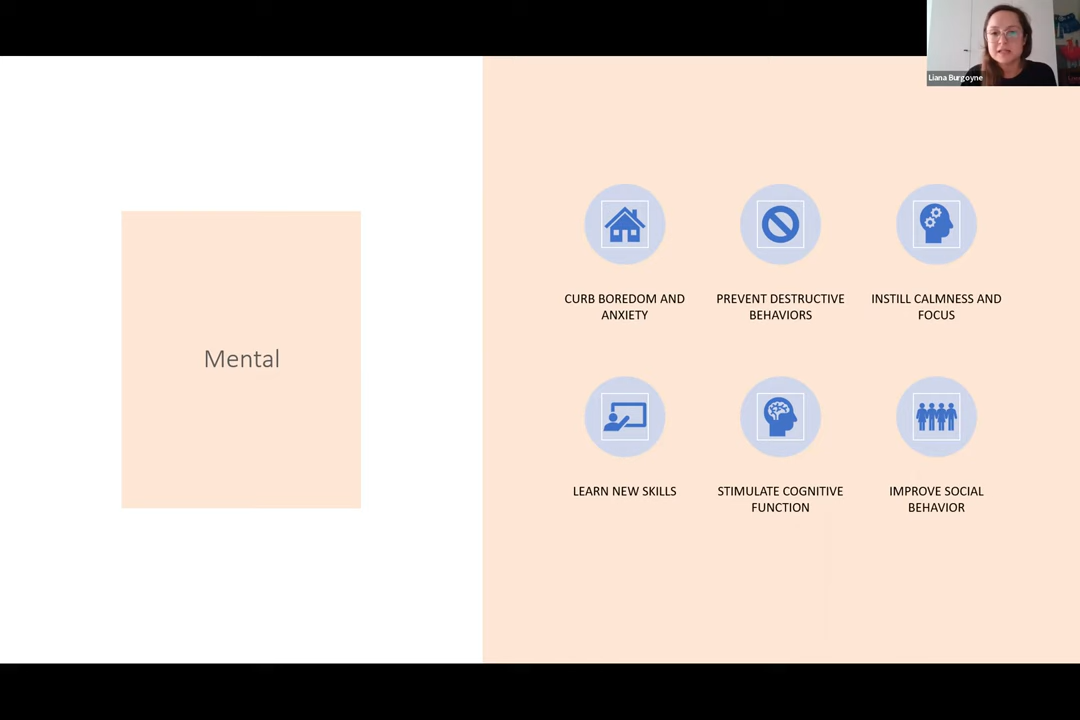 Liana Burgoyne
Mental
CURB BOREDOM AND
ANXIETY
PREVENT DESTRUCTIVE
BEHAVIORS
INSTILL CALMNESS AND
FOCUS
LEARN NEW SKILLS
STIMULATE COGNITIVE
FUNCTION
IMPROVE SOCIAL
BEHAVIOR